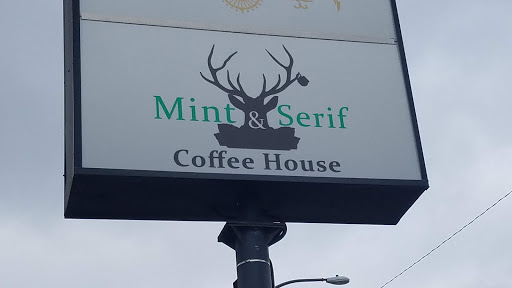 Mint & Serif
Coffee House